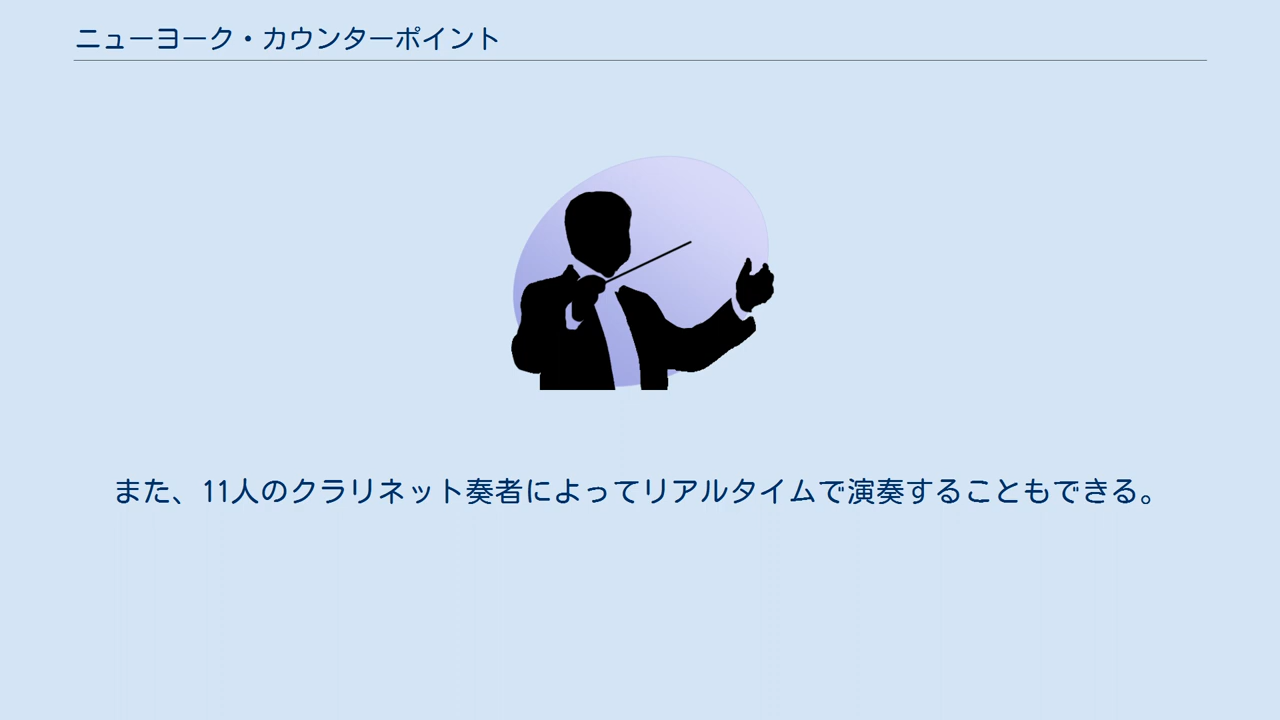 ニューヨーク・カウンターポイント
また、11人のクラリネット奏者によってリアルタイムで演奏することもできる。